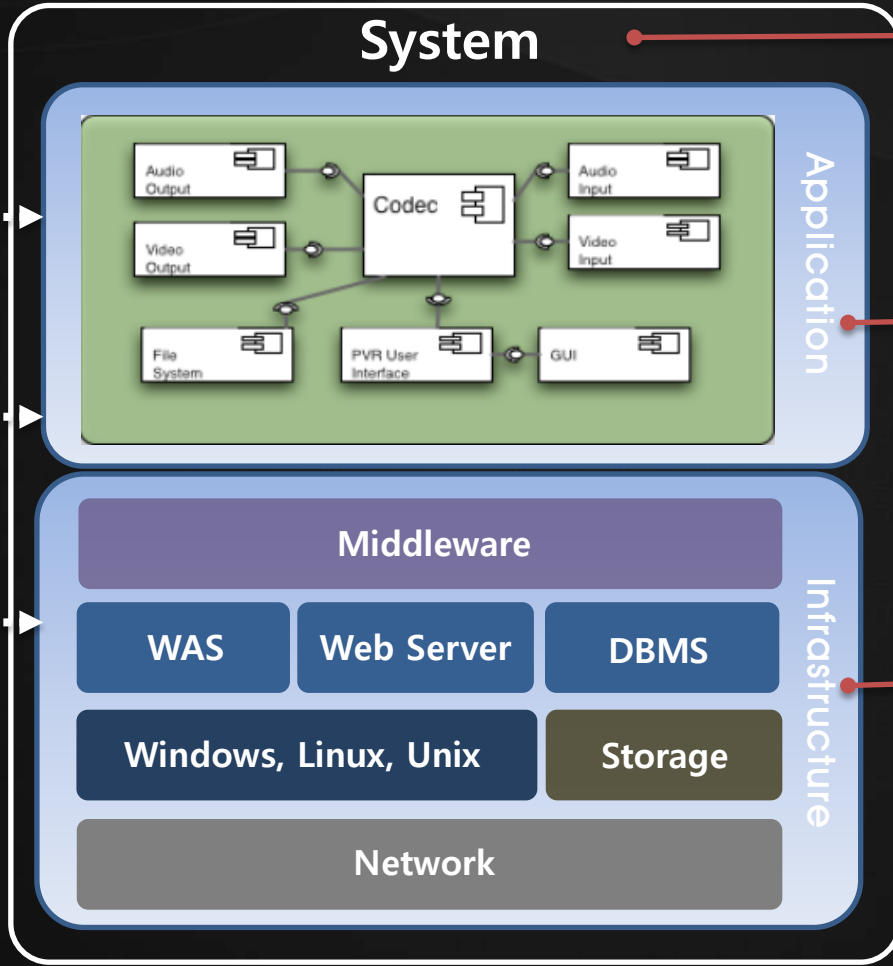 System
Application
Audio
Output
Codec
Audio
Input
Video
Output
Video
Input
File
System
PVR User
Interface
GUI
Infrastructure
Middleware
WAS
Web Server
DBMS
Windows, Linux, Unix
Storage
Network